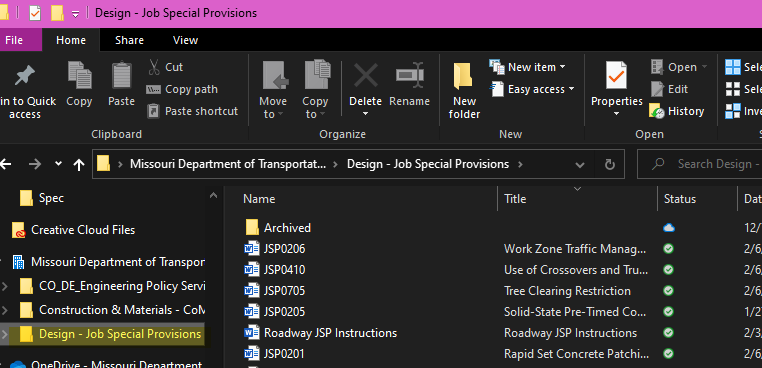 Design - Job Special Provisions
File Home Share View
Cut
Copy path
Paste shortcut
in to Quick access
Copy
Paste
Clipboard
Move to
Copy to
Delete
Rename
Organize
New folder
New item
Easy access
New
Properties
Open
Edit
History
Open
Missouri Department of Transportat... Design - Job Special Provisions
Search Design -
Spec
Creative Cloud Files
Missouri Department of Transpor
CO_DE_Engineering Policy Servi
Construction & Materials - CoM
Design - Job Special Provisions
OneDrive - Missouri Department
Name Title Status Dat
Archived 12/
JSP0206 Work Zone Traffic Manag... 2/6
JSP0410 Use of Crossovers and Tru... 2/6
JSP0705 Tree Clearing Restriction 2/6
JSP0205 Solid-State Pre-Timed Co... 1/2
Roadway JSP Instructions Roadway JSP Instructions 2/3
JSP0201 Rapid Set Concrete Patchi... 2/6